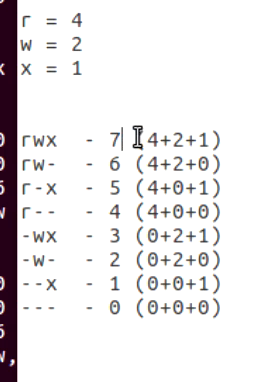 r = 4
w = 2
x = 1
rwx - 7 (4+2+1)
rw- - 6 (4+2+0)
r-x - 5 (4+0+1)
r-- - 4 (4+0+0)
-wx - 3 (0+2+1)
-w- - 2 (0+2+0)
--x - 1 (0+0+1)
--- - 0 (0+0+0)